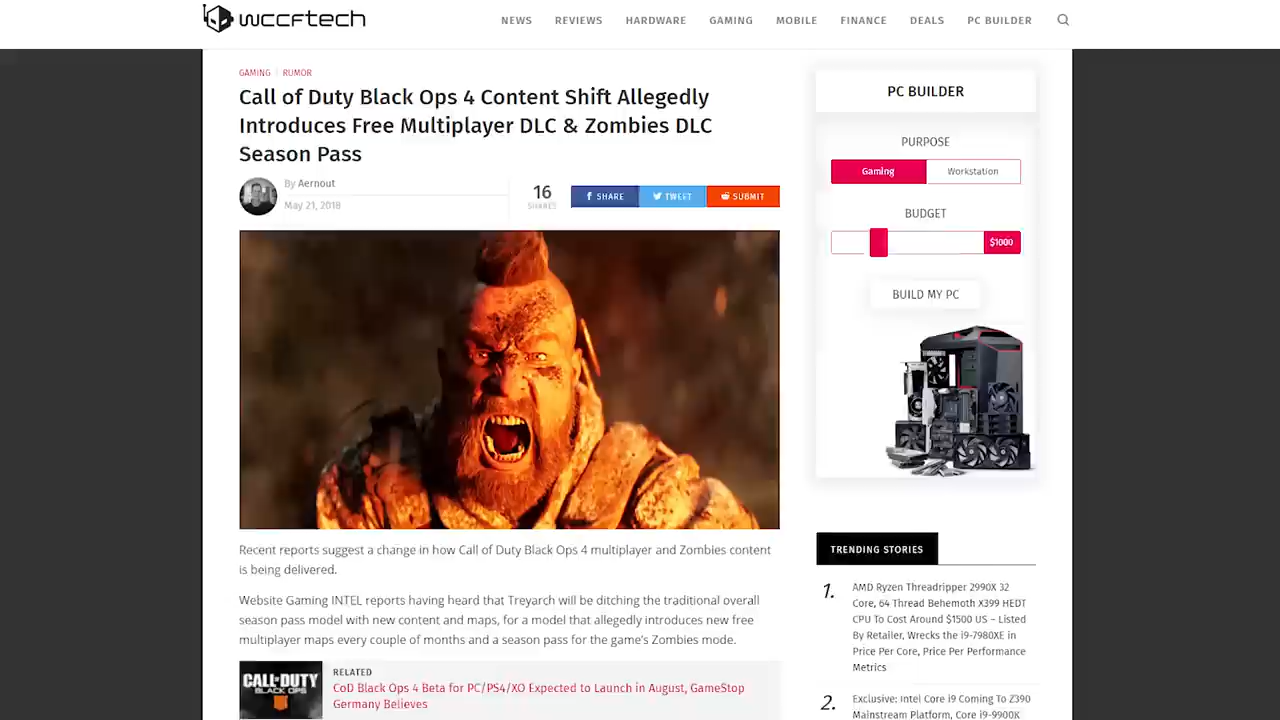 wccftech
NEWS REVIEWS HARDWARE GAMING MOBILE FINANCE DEALS PC BUILDER
GAMING RUMOR
Call of Duty Black Ops 4 Content Shift Allegedly
Introduces Free Multiplayer DLC & Zombies DLC
Season Pass
By Aernout
May 21, 2018
16
SHARES
SHARE
TWEET
SUBMIT
Recent reports suggest a change in how Call of Duty Black Ops 4 multiplayer and Zombies content
is being delivered.
Website Gaming INTEL reports having heard that Treyarch will be ditching the traditional overall
season pass model with new content and maps, for a model that allegedly introduces new free
multiplayer maps every couple of months and a season pass for the game's Zombies mode.
CALL OF DUTY
BLACK OPS
RELATED
CoD Black Ops 4 Beta for PC/PS4/XO Expected to Launch in August, GameStop
Germany Believes
PC BUILDER
PURPOSE
Gaming
Workstation
BUDGET
$1000
BUILD MY PC
TRENDING STORIES
1. AMD Ryzen Threadripper 2990X 32
Core, 64 Thread Behemoth X399 HEDT
CPU To Cost Around $1500 US – Listed
By Retailer, Wrecks the i9-7980XE in
Price Per Core, Price Per Performance
Metrics
2. Exclusive: Intel Core i9 Coming To Z390
Mainstream Platform, Core i9-9900K